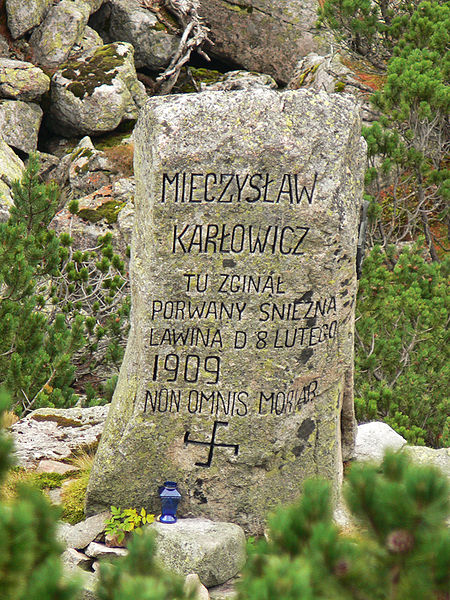 MIECZYSŁAW
KARŁOWICZ
TU ZGINĄŁ
PORWANY ŚNIEŻNĄ
LAWINĄ D 8 LUTEGO
1909
NON OMNIS MORIAR